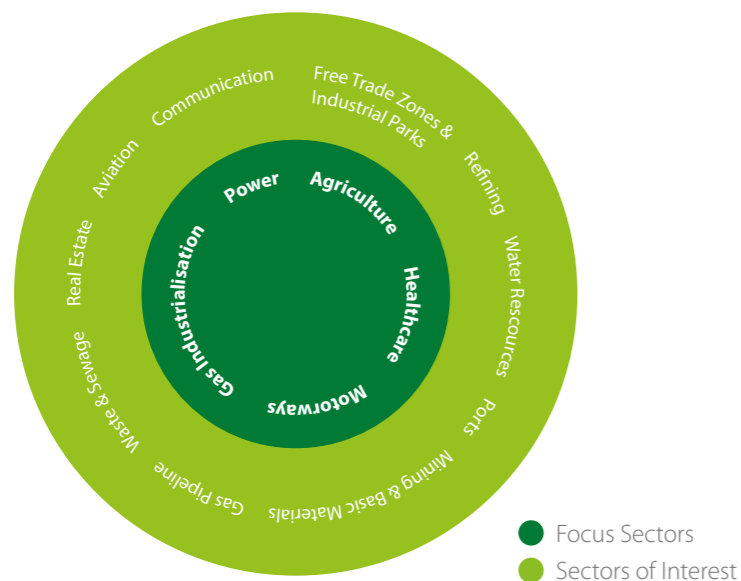 Communication
Free Trade Zones &
Industrial Parks
Refining
Water Rescources
Ports
Mining & Basic Materials
Gas Pipeline
Waste & Sewage
Real Estate
Aviation
Power
Agriculture
Healthcare
Motorways
Gas Industrialisation
Focus Sectors
Sectors of Interest